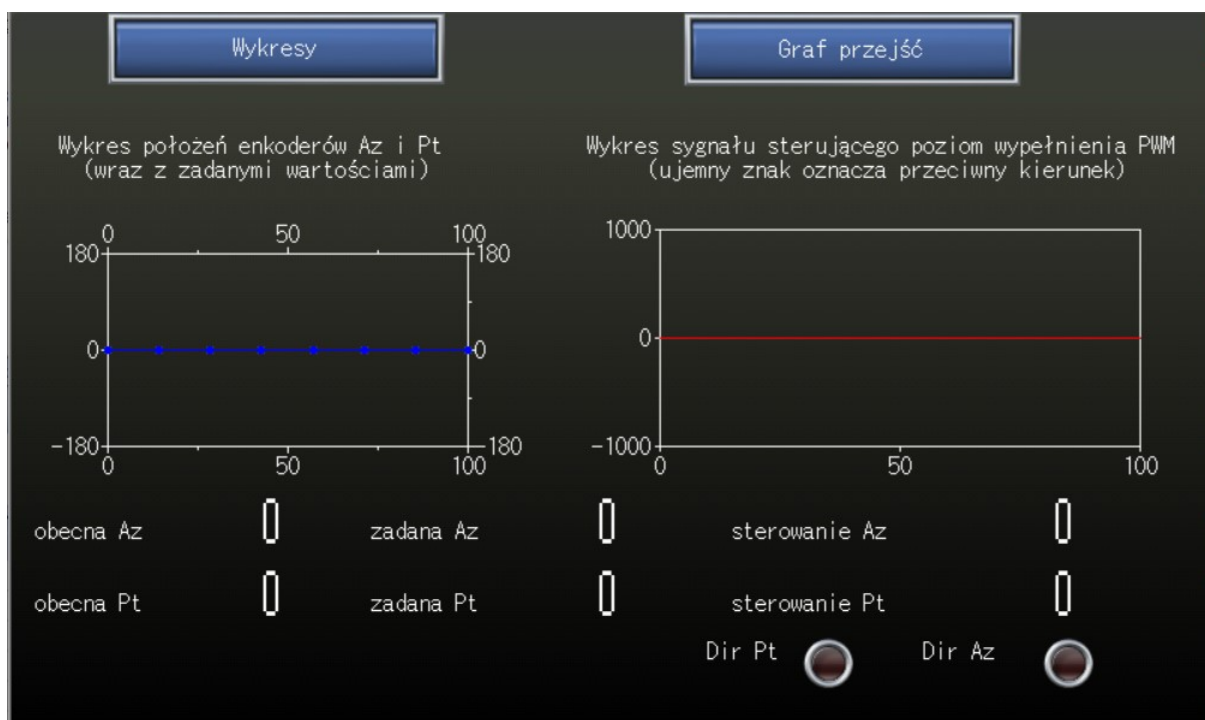 Wykresy
Graf przejść
Wykres położeń enkoderów Az i Pt
(wraz z zadanymi wartościami)
Wykres sygnału sterującego poziom wypełnienia PWM
(ujemny znak oznacza przeciwny kierunek)
0 50 100
180 180
0 0
-180 -180
0 50 100
1000
0
-1000
0 50 100
obecna Az 0 zadana Az 0 sterowanie Az 0
obecna Pt 0 zadana Pt 0 sterowanie Pt 0
Dir Pt Dir Az